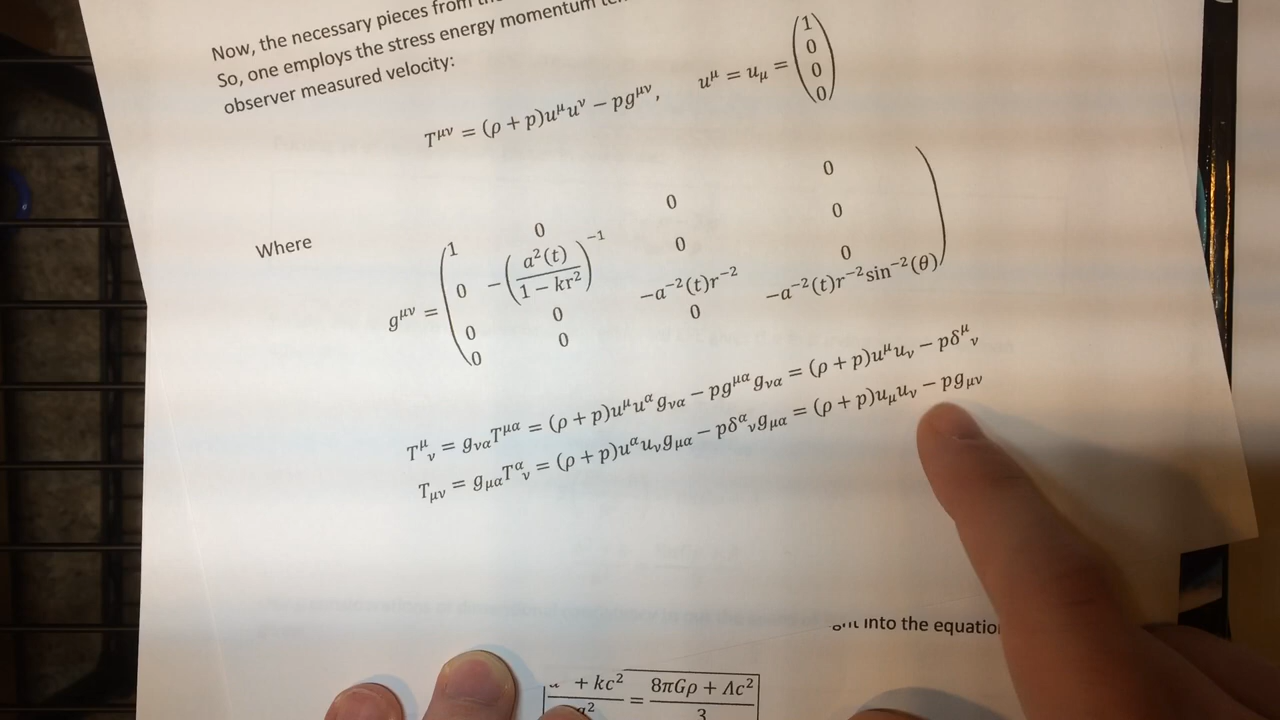 Now, the necessary pieces from
So, one employs the stress energy momentum
observer measured velocity:
T^{μν} = (ρ + p)u^μ u^ν − pg^{μν}, u^μ = u_μ = (1 0 0 0)
Where g^{μν} =
1 0 0 0
0 −(a²(t) / (1 − kr²))^{−1} 0 0
0 0 −a^{−2}(t)r^{−2} 0
0 0 0 −a^{−2}(t)r^{−2}sin^{−2}(θ)
T^μ_ν = g_{να}T^{μα} = (ρ + p)u^μ u^α g_{να} − pg^{μα}g_{να} = (ρ + p)u^μ u_ν − pδ^μ_ν
T_{μν} = g_{μα}T^α_ν = (ρ + p)u^α u_ν g_{μα} − pδ^α_ν g_{μα} = (ρ + p)u_μ u_ν − pg_{μν}
into the equation
+ kc² / a² = 8πGρ + Λc² / 3